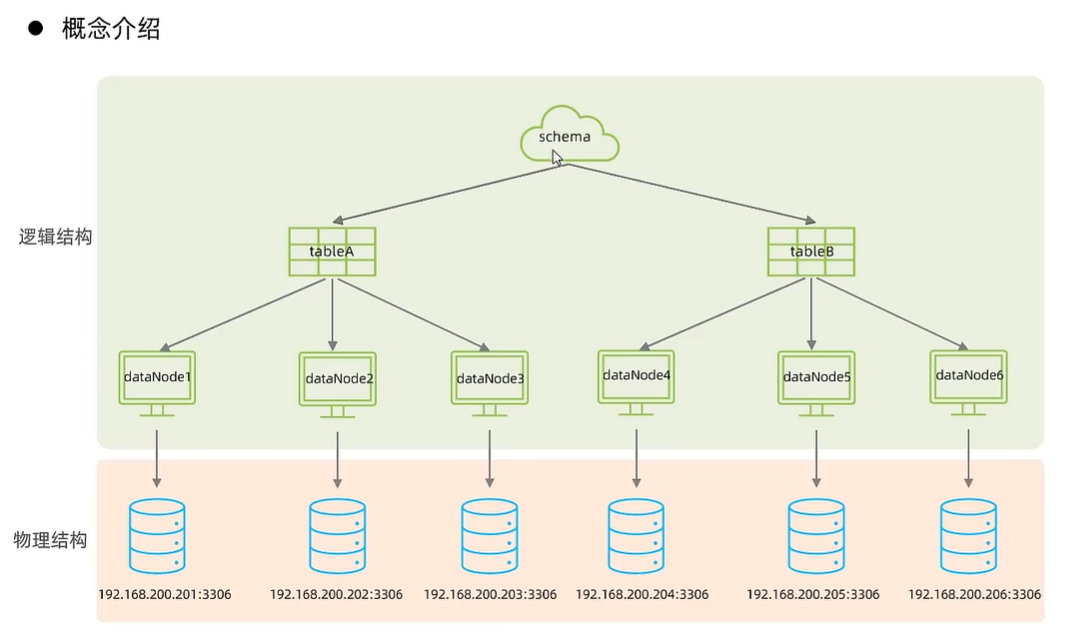 ● 概念介绍
schema
逻辑结构
tableA
tableB
dataNode1
dataNode2
dataNode3
dataNode4
dataNode5
dataNode6
物理结构
192.168.200.201:3306
192.168.200.202:3306
192.168.200.203:3306
192.168.200.204:3306
192.168.200.205:3306
192.168.200.206:3306